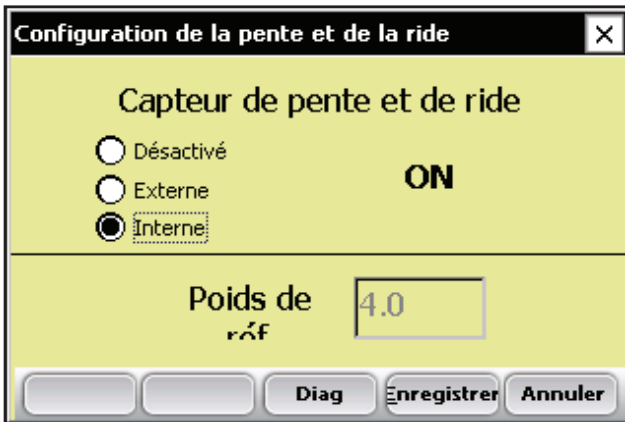 Configuration de la pente et de la ride
Capteur de pente et de ride
Désactivé
Externe
Interne
ON
Poids de
réf
4.0
Diag
Enregistrer
Annuler